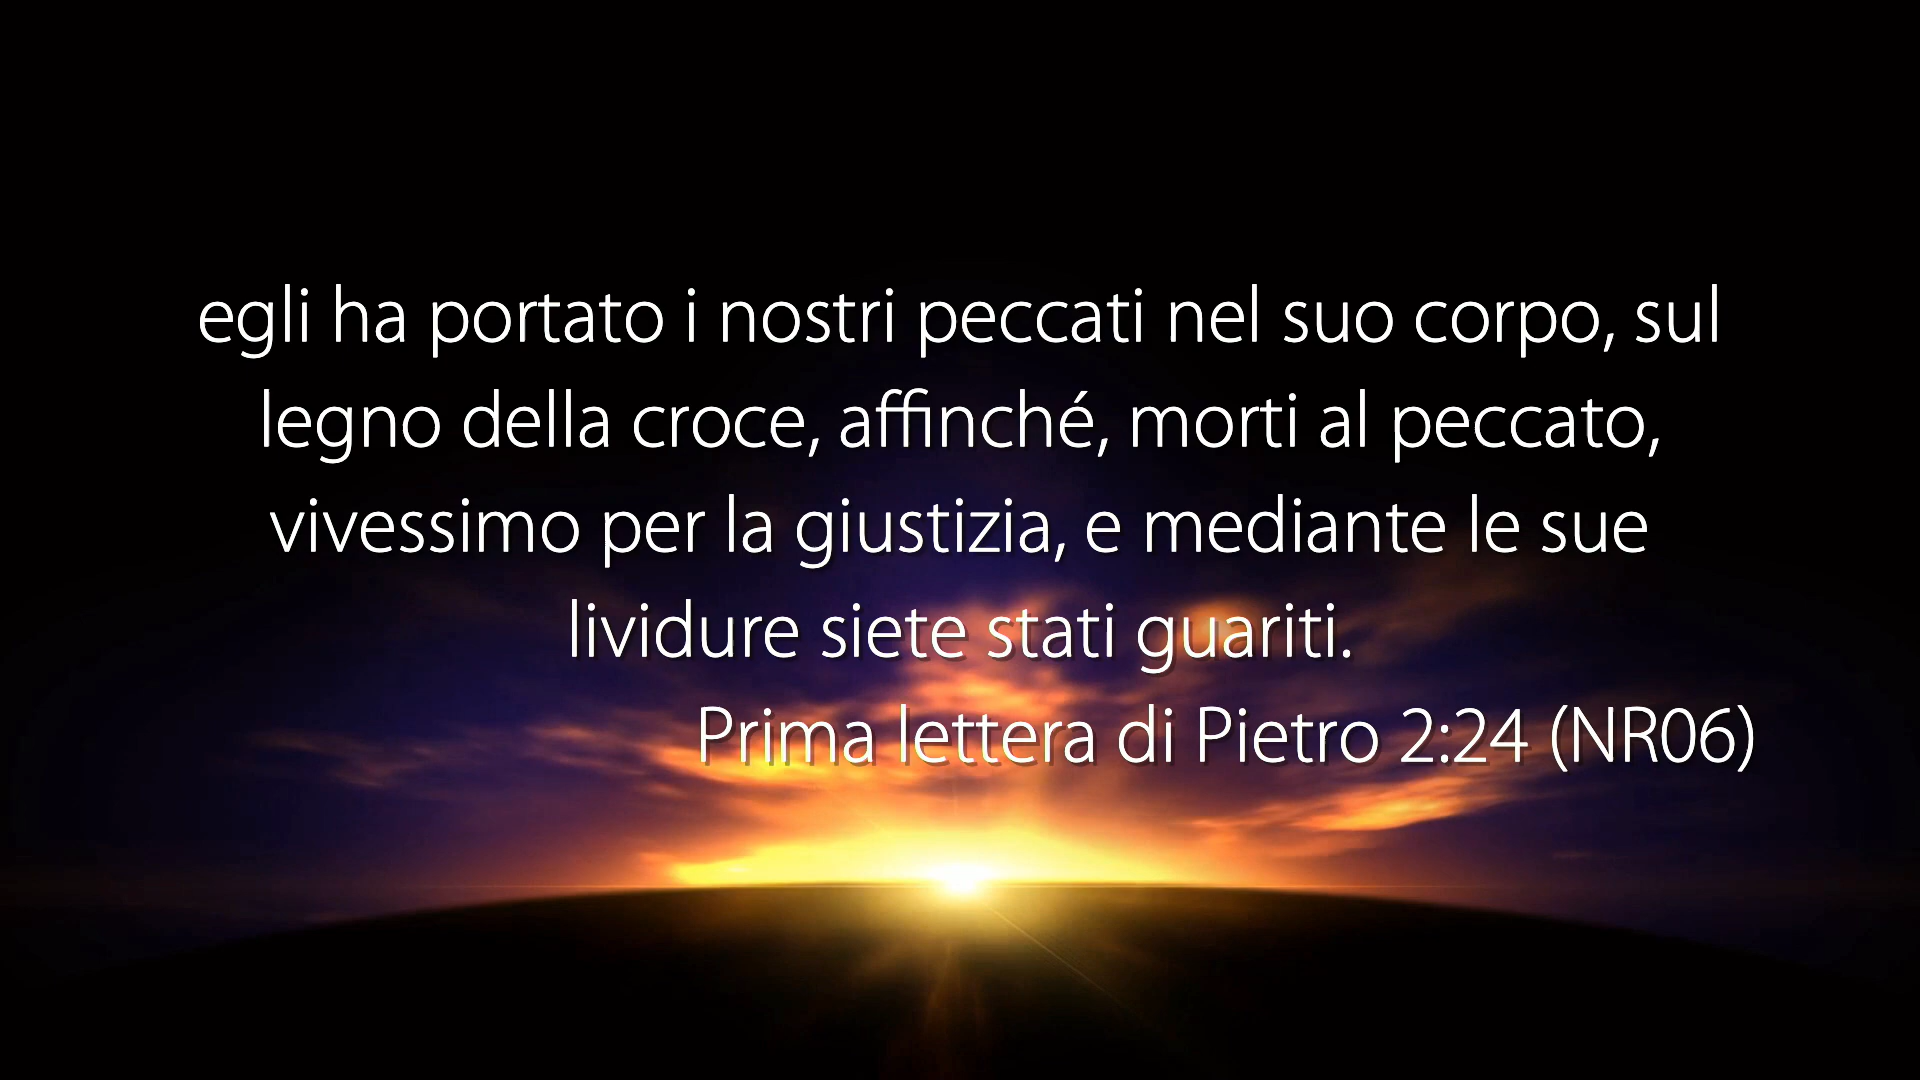 egli ha portato i nostri peccati nel suo corpo, sul
legno della croce, affinché, morti al peccato,
vivessimo per la giustizia, e mediante le sue
lividure siete stati guariti.
Prima lettera di Pietro 2:24 (NR06)